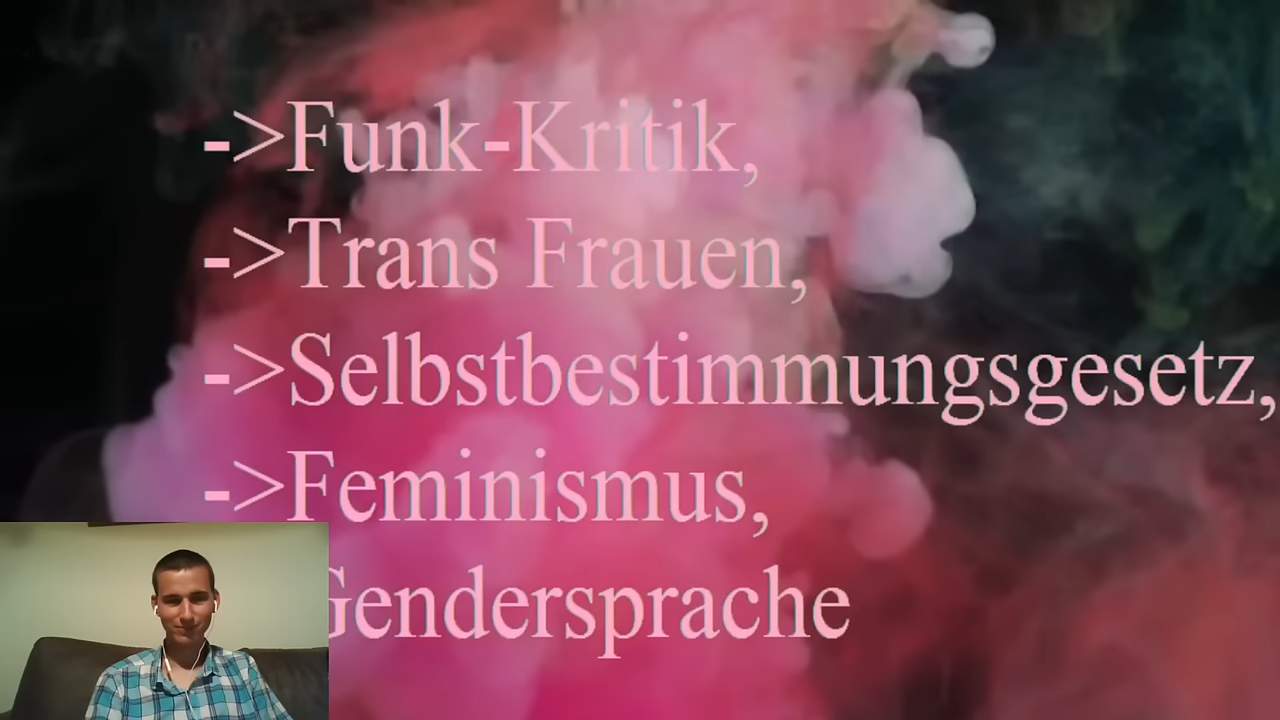 ->Funk-Kritik,
->Trans Frauen,
->Selbstbestimmungsgesetz,
->Feminismus,
Gendersprache